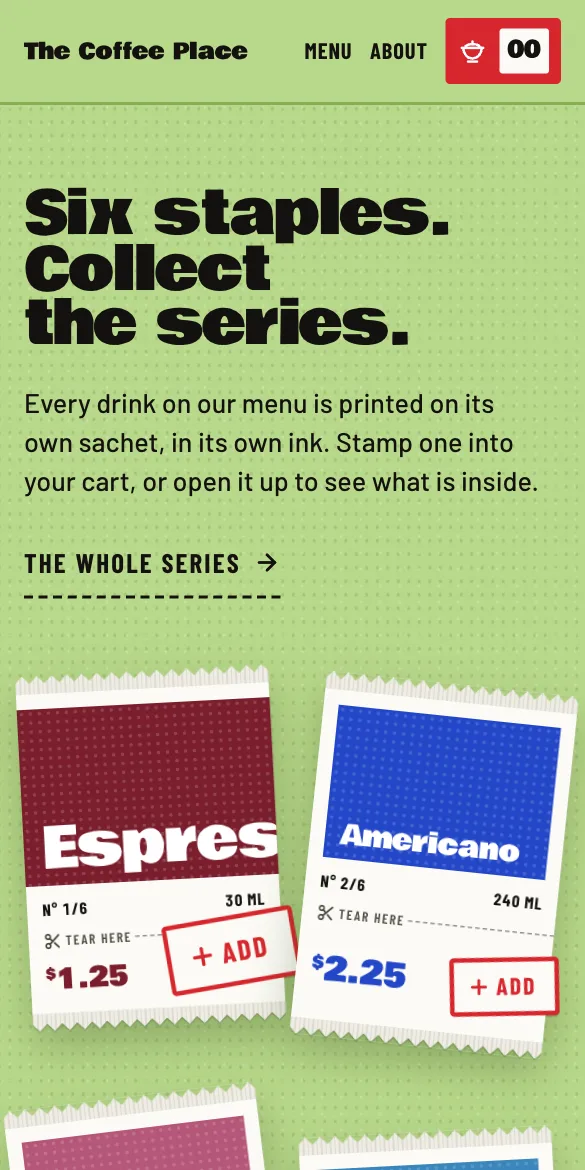 The Coffee Place
MENU ABOUT 00
Six staples.
Collect
the series.
Every drink on our menu is printed on its
own sachet, in its own ink. Stamp one into
your cart, or open it up to see what is inside.
THE WHOLE SERIES →
Espres
N° 1/6 30 ML
TEAR HERE
$1.25 + ADD
Americano
N° 2/6 240 ML
TEAR HERE
$2.25 + ADD